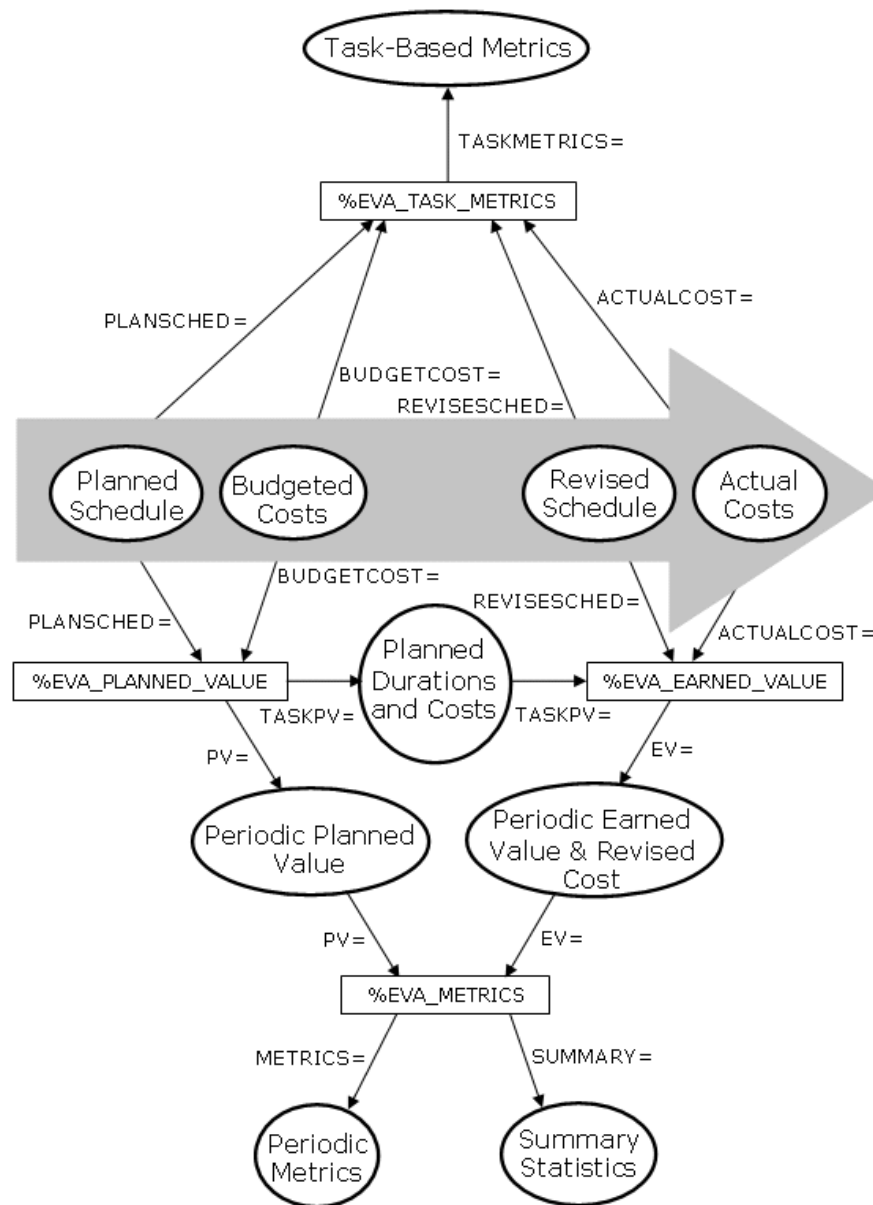 Task-Based Metrics
TASKMETRICS=
%EVA_TASK_METRICS
PLANSCHED=
ACTUALCOST=
BUDGETCOST=
REVISESCHED=
Planned
Schedule
Budgeted
Costs
Revised
Schedule
Actual
Costs
BUDGETCOST=
REVISESCHED=
PLANSCHED=
ACTUALCOST=
%EVA_PLANNED_VALUE
Planned
Durations
and Costs
%EVA_EARNED_VALUE
TASKPV=
TASKPV=
PV=
EV=
Periodic Planned
Value
Periodic Earned
Value & Revised
Cost
PV=
EV=
%EVA_METRICS
METRICS=
SUMMARY=
Periodic
Metrics
Summary
Statistics